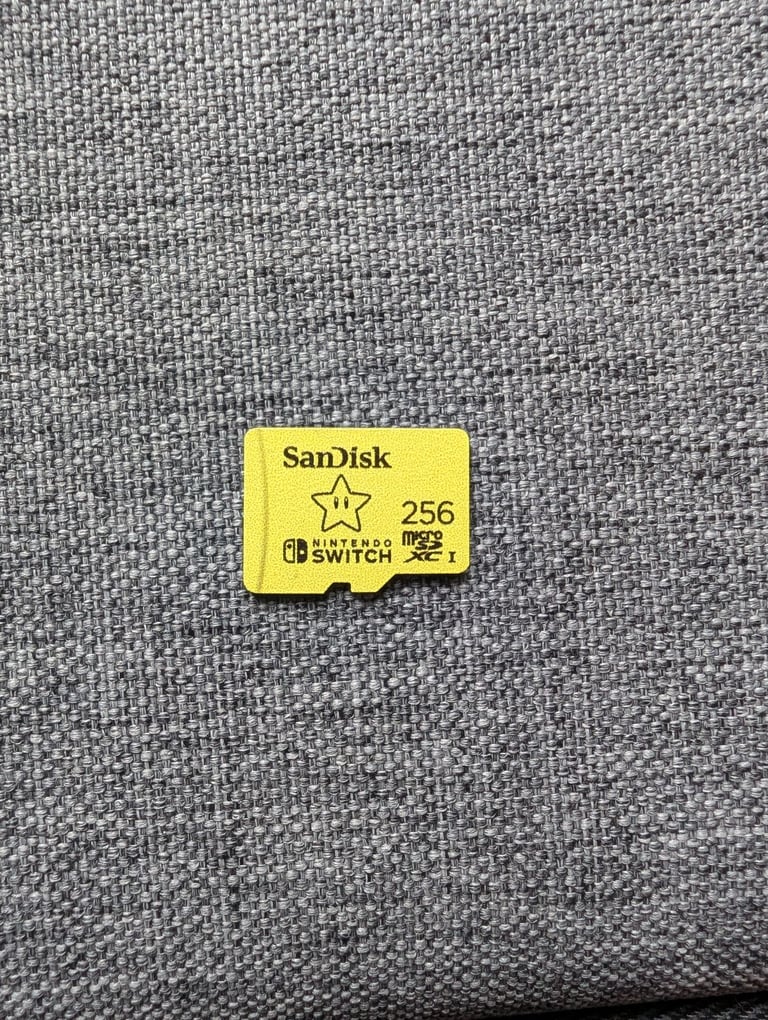 SanDisk
256
NINTENDO
SWITCH
micro
SD
XC I